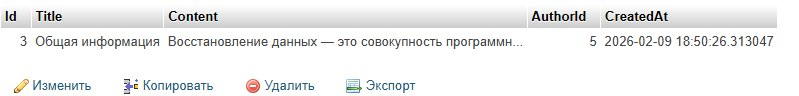 Id Title Content AuthorId CreatedAt
3 Общая информация Восстановление данных — это совокупность программн... 5 2026-02-09 18:50:26.313047
Изменить Копировать Удалить Экспорт